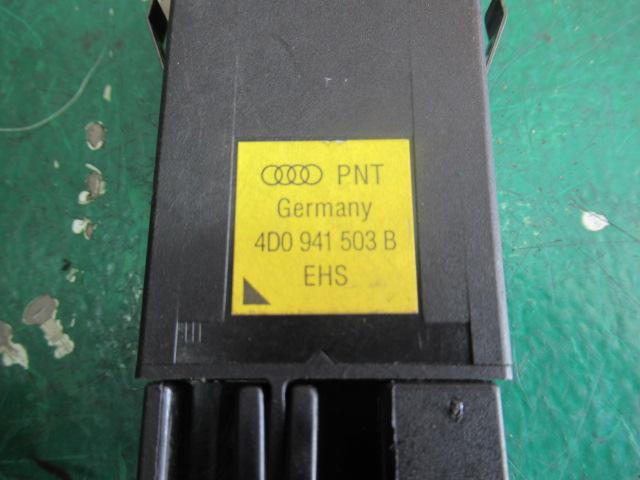 PNT
Germany
4D0 941 503 B
EHS